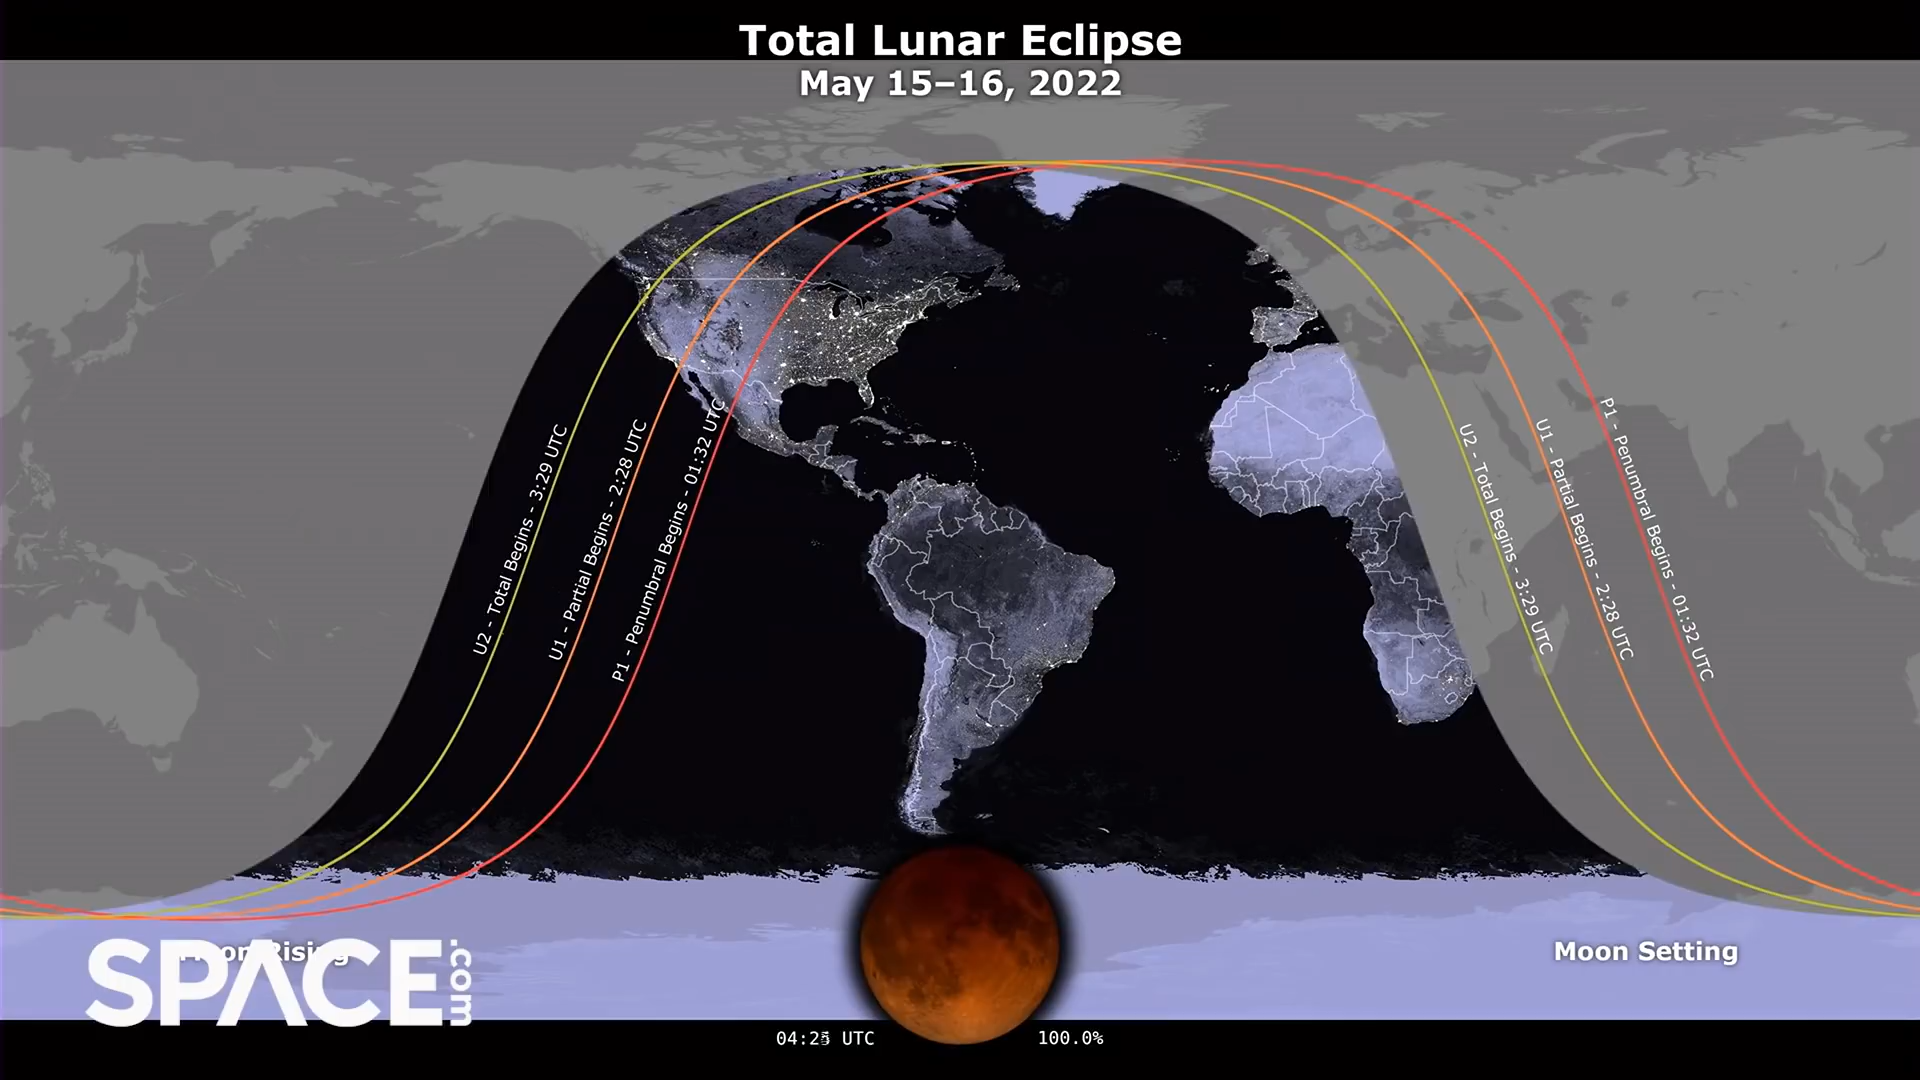 Total Lunar Eclipse
May 15–16, 2022
U2 - Total Begins - 3:29 UTC
U1 - Partial Begins - 2:28 UTC
P1 - Penumbral Begins - 01:32 UTC
U2 - Total Begins - 3:29 UTC
U1 - Partial Begins - 2:28 UTC
P1 - Penumbral Begins - 01:32 UTC
Moon Rising
Moon Setting
SPACE.com
UTC
100.0%